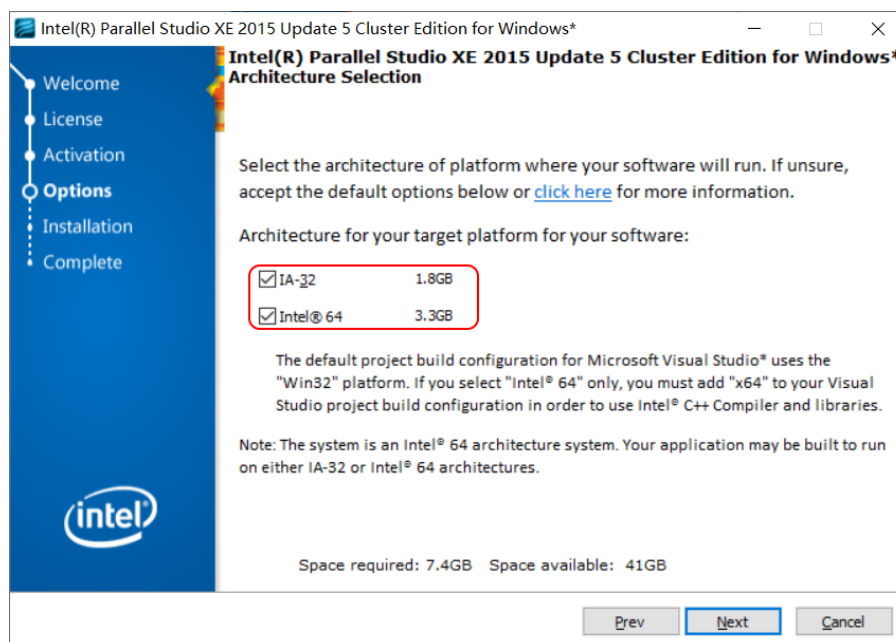 Intel(R) Parallel Studio XE 2015 Update 5 Cluster Edition for Windows*
Intel(R) Parallel Studio XE 2015 Update 5 Cluster Edition for Windows*
Architecture Selection
Welcome
License
Activation
Options
Installation
Complete
Select the architecture of platform where your software will run. If unsure,
accept the default options below or click here for more information.
Architecture for your target platform for your software:
IA-32 1.8GB
Intel® 64 3.3GB
The default project build configuration for Microsoft Visual Studio* uses the
"Win32" platform. If you select "Intel® 64" only, you must add "x64" to your Visual
Studio project build configuration in order to use Intel® C++ Compiler and libraries.
Note: The system is an Intel® 64 architecture system. Your application may be built to run
on either IA-32 or Intel® 64 architectures.
intel®
Space required: 7.4GB Space available: 41GB
Prev Next Cancel